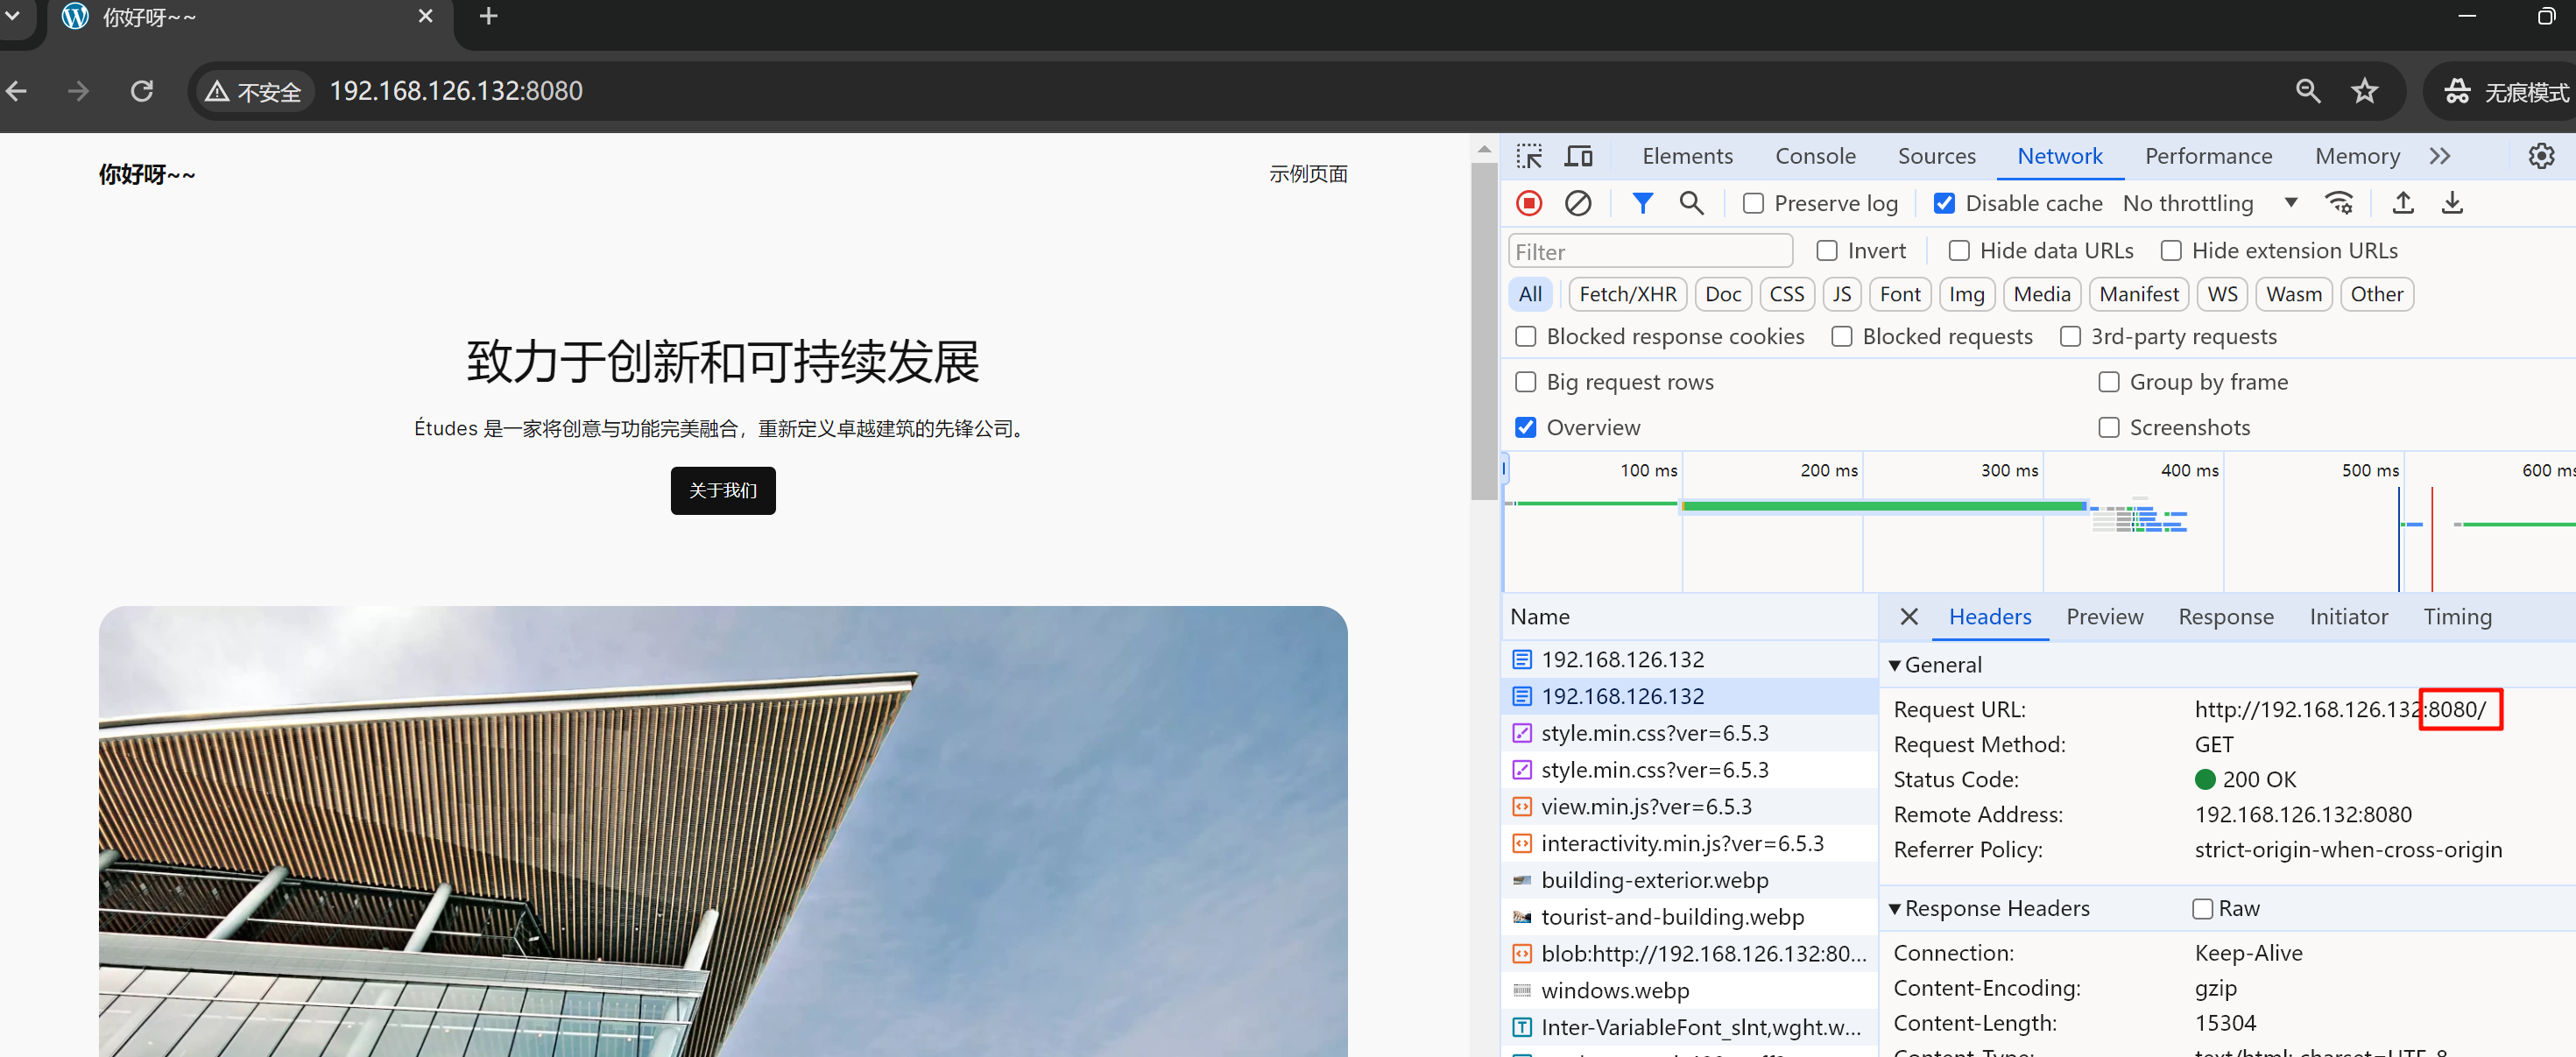 你好呀~~
不安全
192.168.126.132:8080
无痕模式
你好呀~~
示例页面
致力于创新和可持续发展
Études 是一家将创意与功能完美融合，重新定义卓越建筑的先锋公司。
关于我们
Elements Console Sources Network Performance Memory
Preserve log Disable cache No throttling
Filter Invert Hide data URLs Hide extension URLs
All Fetch/XHR Doc CSS JS Font Img Media Manifest WS Wasm Other
Blocked response cookies Blocked requests 3rd-party requests
Big request rows Group by frame
Overview Screenshots
100 ms 200 ms 300 ms 400 ms 500 ms 600 ms
Name
192.168.126.132
192.168.126.132
style.min.css?ver=6.5.3
style.min.css?ver=6.5.3
view.min.js?ver=6.5.3
interactivity.min.js?ver=6.5.3
building-exterior.webp
tourist-and-building.webp
blob:http://192.168.126.132:80...
windows.webp
Inter-VariableFont_slnt,wght.w...
Headers Preview Response Initiator Timing
General
Request URL: http://192.168.126.132:8080/
Request Method: GET
Status Code: 200 OK
Remote Address: 192.168.126.132:8080
Referrer Policy: strict-origin-when-cross-origin
Response Headers Raw
Connection: Keep-Alive
Content-Encoding: gzip
Content-Length: 15304
Content-Type: text/html; charset=UTF-8